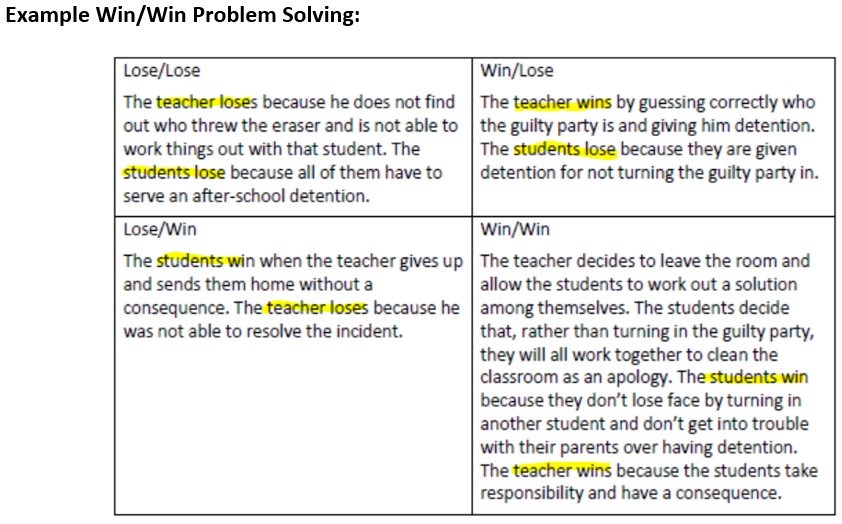 Example Win/Win Problem Solving:
Lose/Lose
The teacher loses because he does not find
out who threw the eraser and is not able to
work things out with that student. The
students lose because all of them have to
serve an after-school detention.
Win/Lose
The teacher wins by guessing correctly who
the guilty party is and giving him detention.
The students lose because they are given
detention for not turning the guilty party in.
Lose/Win
The students win when the teacher gives up
and sends them home without a
consequence. The teacher loses because he
was not able to resolve the incident.
Win/Win
The teacher decides to leave the room and
allow the students to work out a solution
among themselves. The students decide
that, rather than turning in the guilty party,
they will all work together to clean the
classroom as an apology. The students win
because they don't lose face by turning in
another student and don't get into trouble
with their parents over having detention.
The teacher wins because the students take
responsibility and have a consequence.